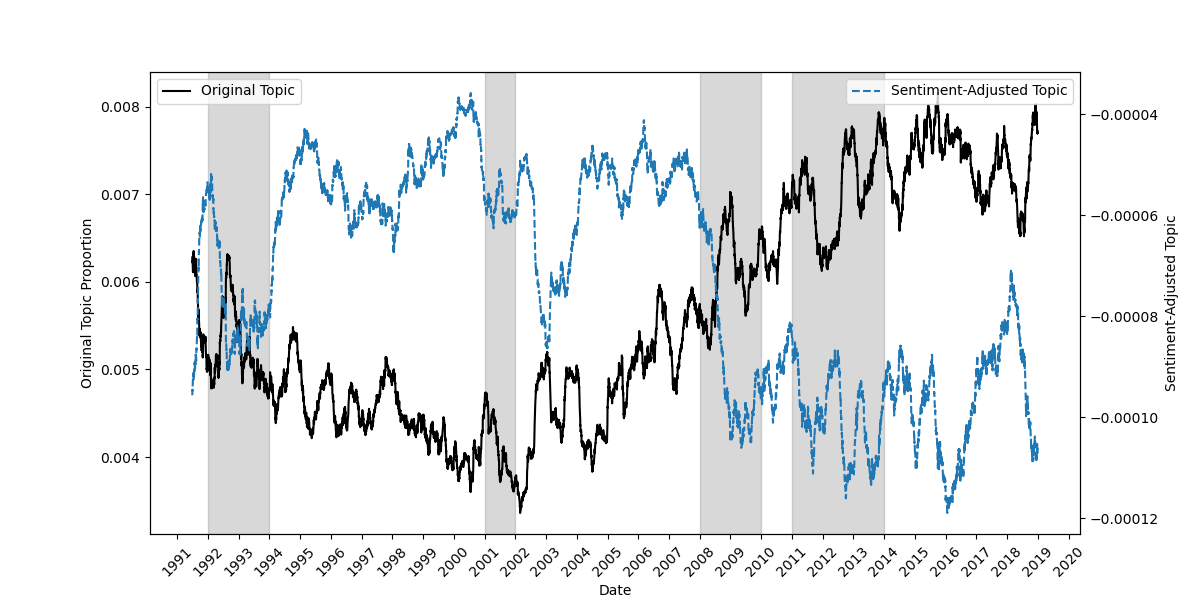 Original Topic
Sentiment-Adjusted Topic
0.008
0.007
0.006
0.005
0.004
Original Topic Proportion
−0.00004
−0.00006
−0.00008
−0.00010
−0.00012
Sentiment-Adjusted Topic
1991 1992 1993 1994 1995 1996 1997 1998 1999 2000 2001 2002 2003 2004 2005 2006 2007 2008 2009 2010 2011 2012 2013 2014 2015 2016 2017 2018 2019 2020
Date